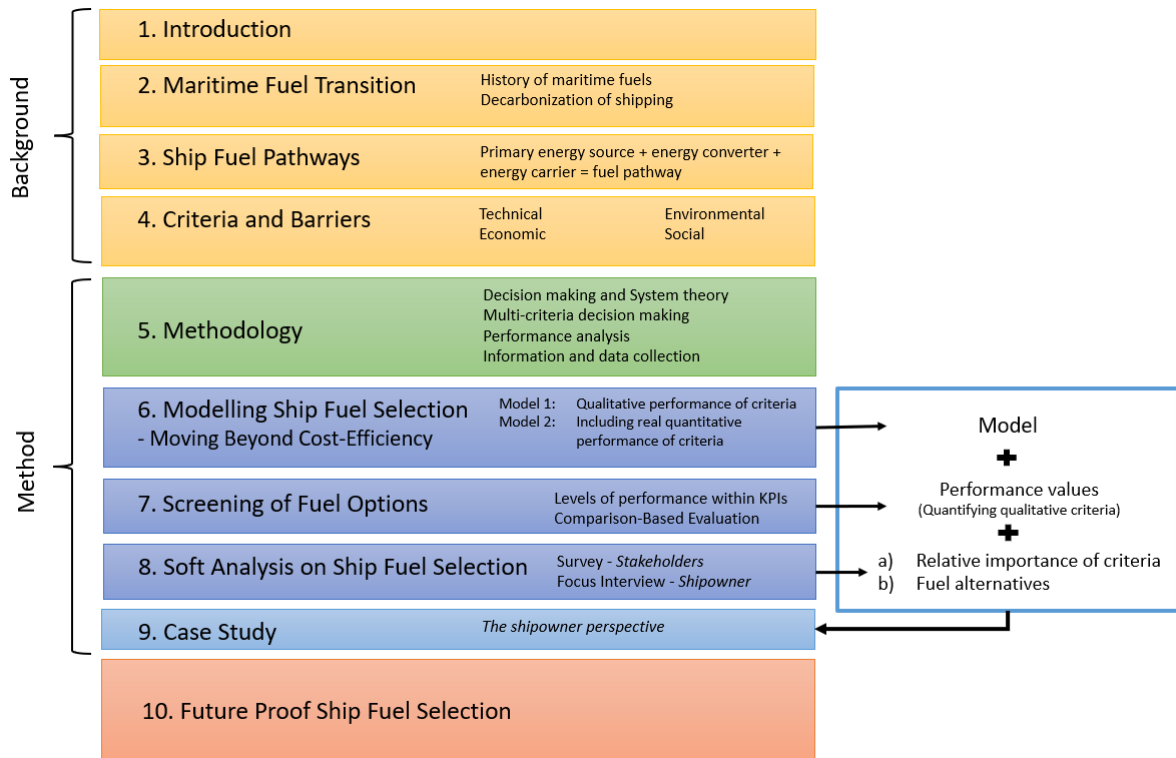 Background
1. Introduction
2. Maritime Fuel Transition
History of maritime fuels
Decarbonization of shipping
3. Ship Fuel Pathways
Primary energy source + energy converter +
energy carrier = fuel pathway
4. Criteria and Barriers
Technical
Economic
Environmental
Social
Method
5. Methodology
Decision making and System theory
Multi-criteria decision making
Performance analysis
Information and data collection
6. Modelling Ship Fuel Selection
- Moving Beyond Cost-Efficiency
Model 1: Qualitative performance of criteria
Model 2: Including real quantitative
performance of criteria
7. Screening of Fuel Options
Levels of performance within KPIs
Comparison-Based Evaluation
8. Soft Analysis on Ship Fuel Selection
Survey - Stakeholders
Focus Interview - Shipowner
9. Case Study
The shipowner perspective
10. Future Proof Ship Fuel Selection
Model
+
Performance values
(Quantifying qualitative criteria)
+
a) Relative importance of criteria
b) Fuel alternatives